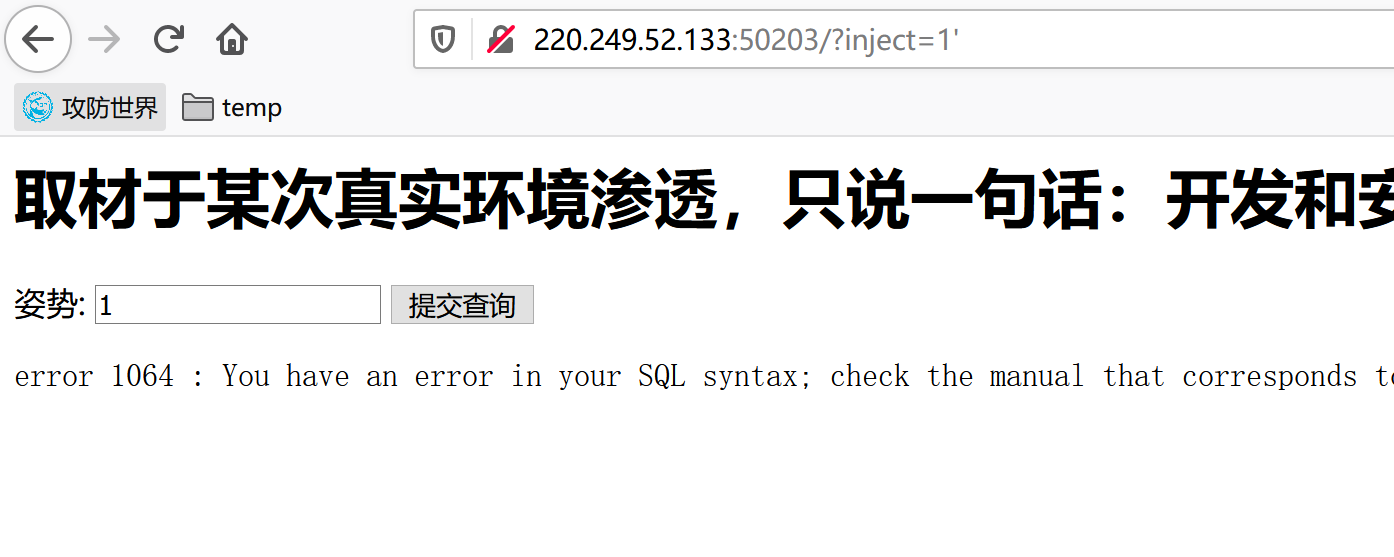 220.249.52.133:50203/?inject=1'
攻防世界 temp
取材于某次真实环境渗透，只说一句话：开发和
姿势: 1 提交查询
error 1064 : You have an error in your SQL syntax; check the manual that corresponds